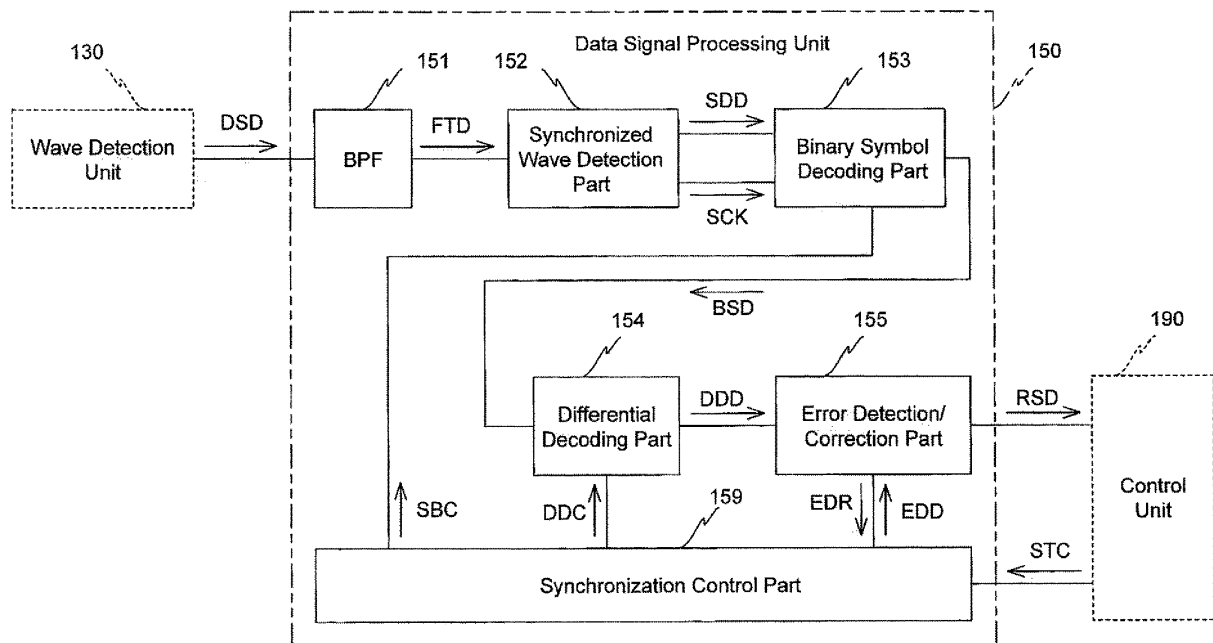 Data Signal Processing Unit
130
151
152
153
150
Wave Detection
Unit
DSD
BPF
FTD
Synchronized
Wave Detection
Part
SDD
SCK
Binary Symbol
Decoding Part
BSD
154
155
190
Differential
Decoding Part
DDD
Error Detection/
Correction Part
RSD
Control
Unit
SBC
DDC
159
EDR
EDD
STC
Synchronization Control Part